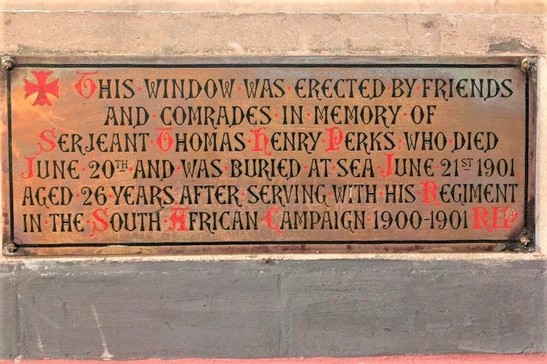 THIS WINDOW WAS ERECTED BY FRIENDS
AND COMRADES IN MEMORY OF
SERJEANT THOMAS HENRY PERKS WHO DIED
JUNE 20TH AND WAS BURIED AT SEA JUNE 21ST 1901
AGED 26 YEARS AFTER SERVING WITH HIS REGIMENT
IN THE SOUTH AFRICAN CAMPAIGN 1900-1901 RIP